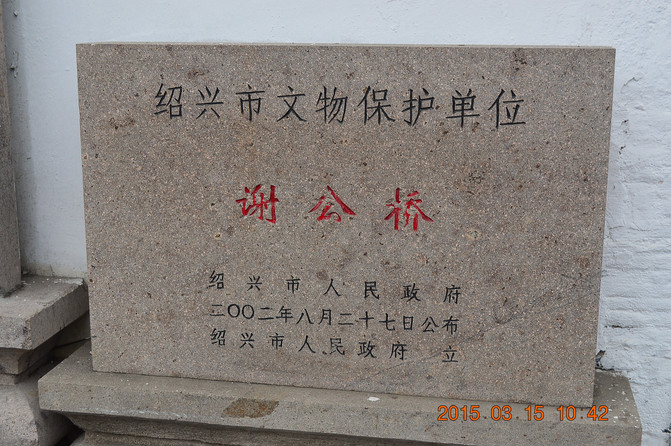 绍兴市文物保护单位
谢公桥
绍兴市人民政府
二〇〇二年八月二十七日公布
绍兴市人民政府 立
2015.03.15 10:42